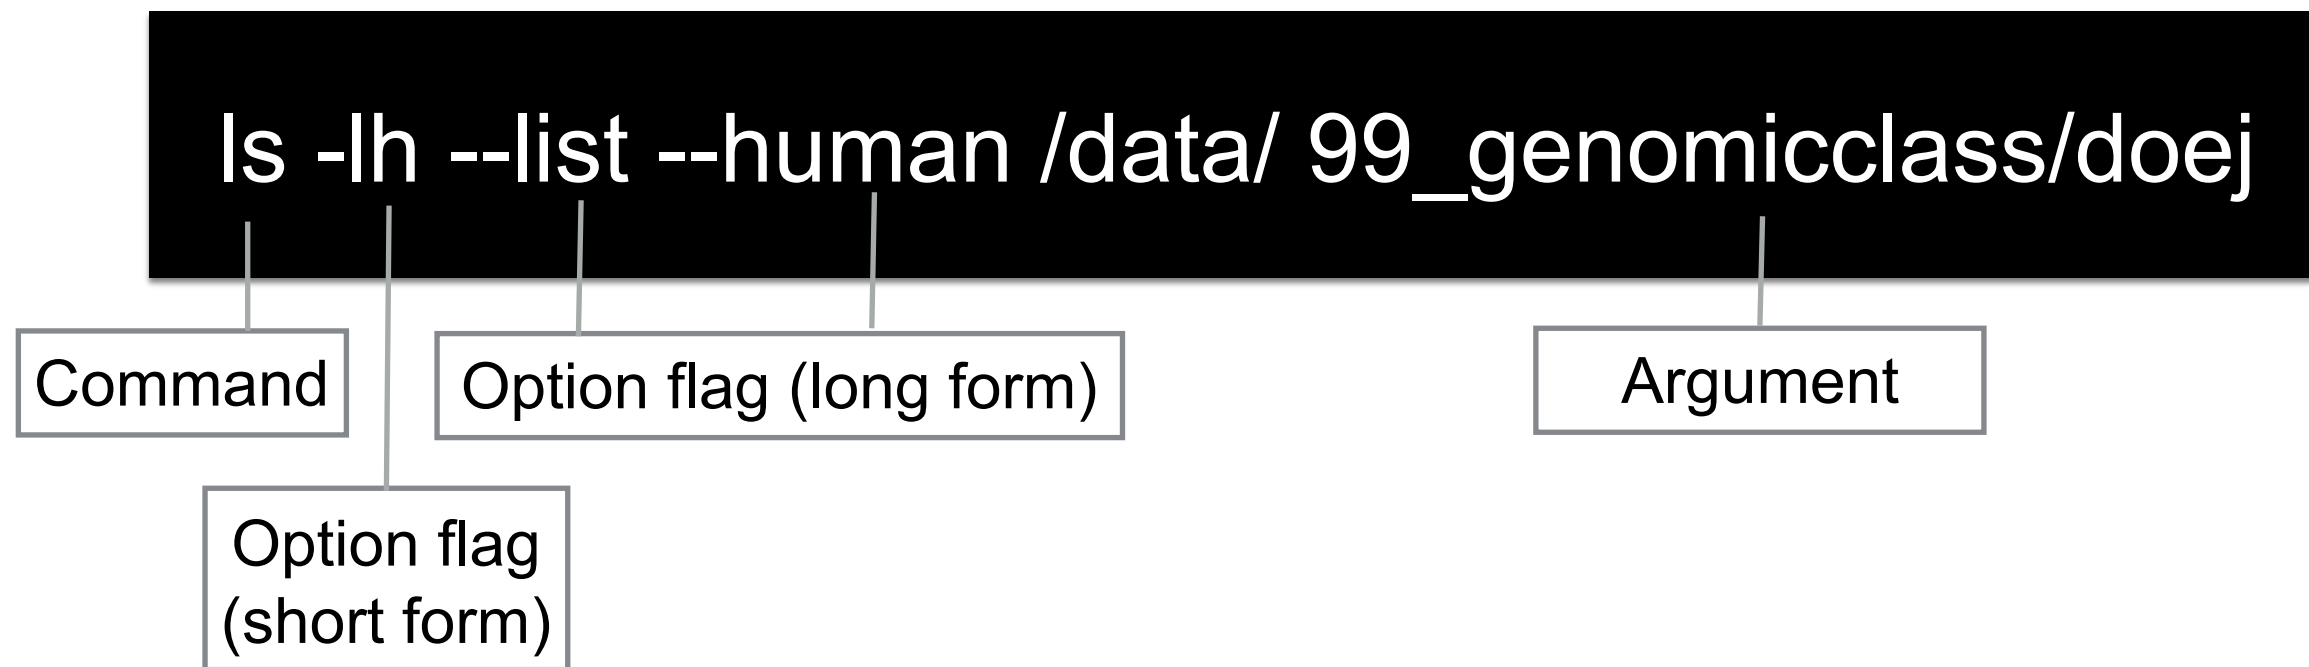 ls -lh --list --human /data/ 99_genomicclass/doej
Command
Option flag (long form)
Argument
Option flag
(short form)